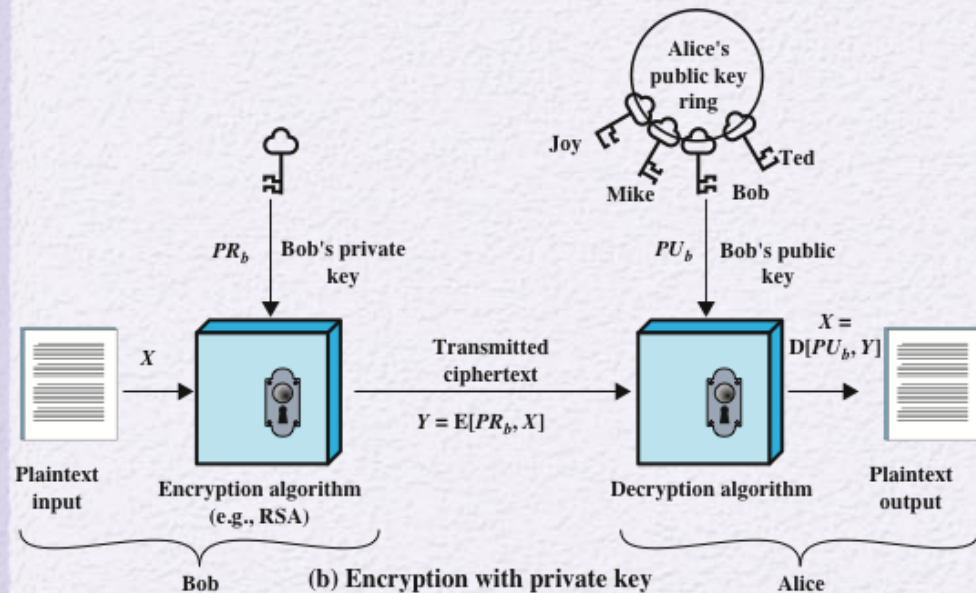 Alice's
public key
ring
Joy
Ted
Mike
Bob
PR_b
Bob's private
key
PU_b
Bob's public
key
X
Transmitted
ciphertext
X =
D[PU_b, Y]
Y = E[PR_b, X]
Plaintext
input
Encryption algorithm
(e.g., RSA)
Decryption algorithm
Plaintext
output
Bob
(b) Encryption with private key
Alice